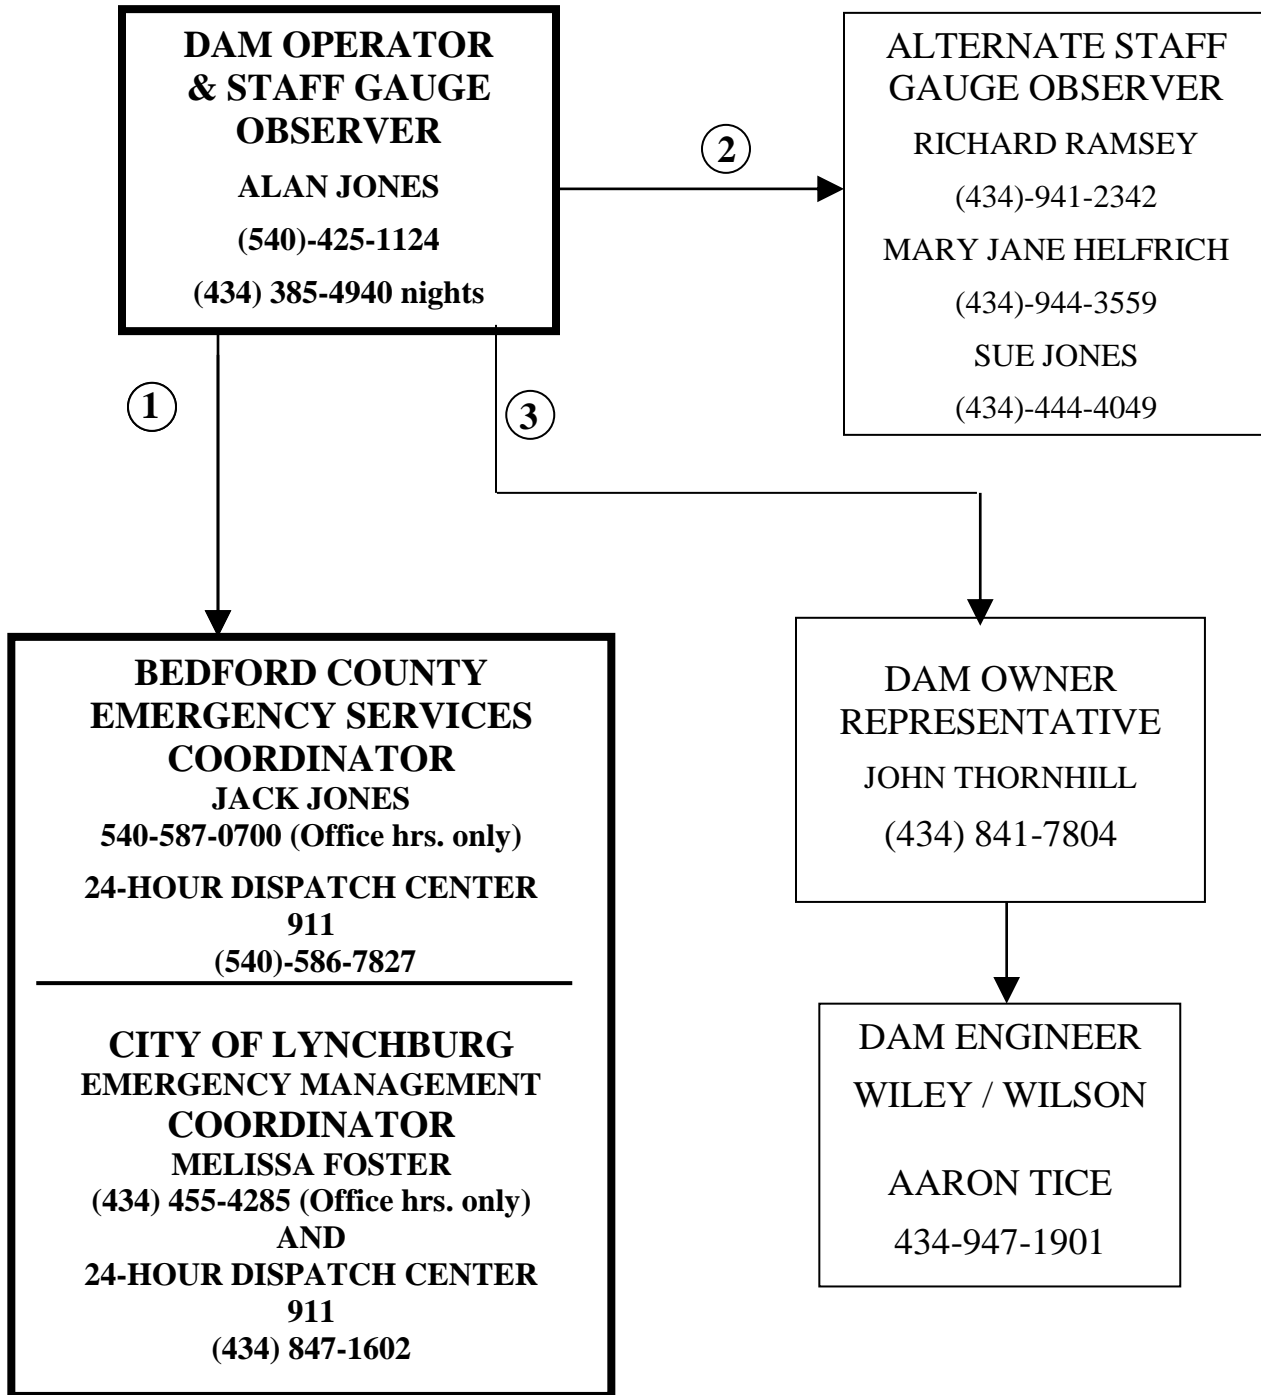 DAM OPERATOR
& STAFF GAUGE
OBSERVER
ALAN JONES
(540)-425-1124
(434) 385-4940 nights
2
ALTERNATE STAFF
GAUGE OBSERVER
RICHARD RAMSEY
(434)-941-2342
MARY JANE HELFRICH
(434)-944-3559
SUE JONES
(434)-444-4049
1
3
BEDFORD COUNTY
EMERGENCY SERVICES
COORDINATOR
JACK JONES
540-587-0700 (Office hrs. only)
24-HOUR DISPATCH CENTER
911
(540)-586-7827
CITY OF LYNCHBURG
EMERGENCY MANAGEMENT
COORDINATOR
MELISSA FOSTER
(434) 455-4285 (Office hrs. only)
AND
24-HOUR DISPATCH CENTER
911
(434) 847-1602
DAM OWNER
REPRESENTATIVE
JOHN THORNHILL
(434) 841-7804
DAM ENGINEER
WILEY / WILSON
AARON TICE
434-947-1901